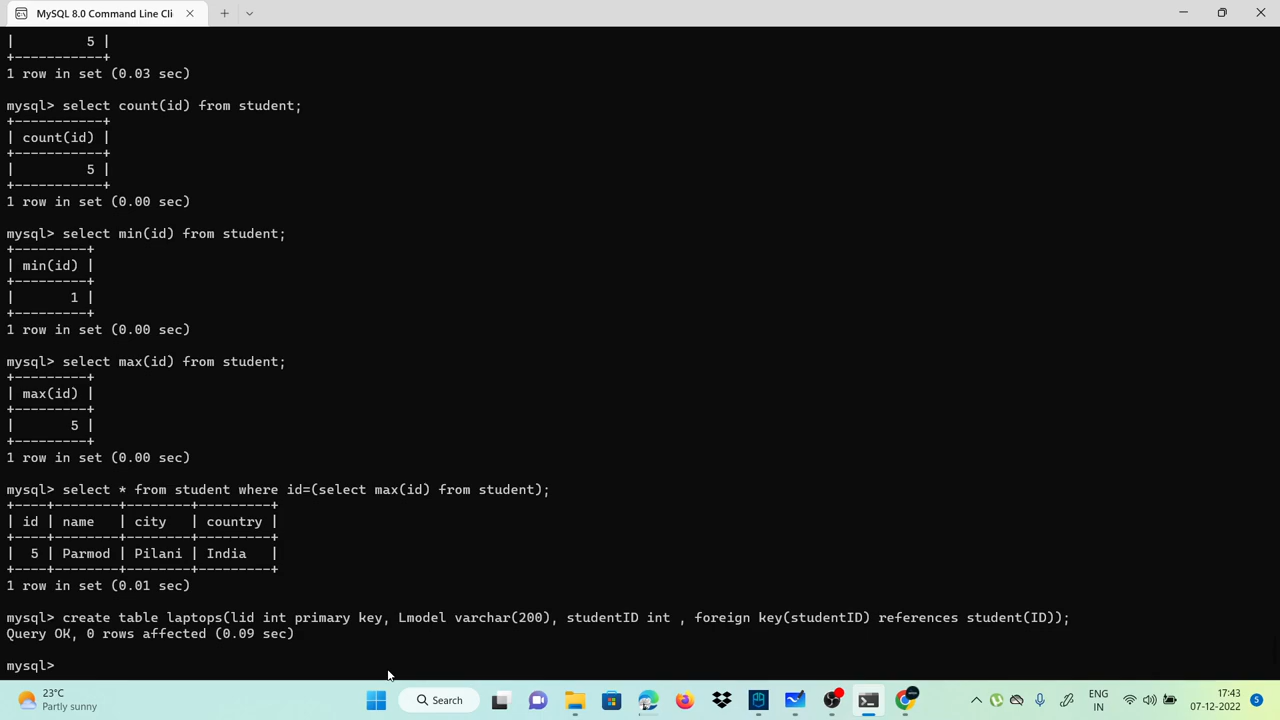 MySQL 8.0 Command Line Cli
|         5 |
+-----------+
1 row in set (0.03 sec)
mysql> select count(id) from student;
+-----------+
| count(id) |
+-----------+
|         5 |
+-----------+
1 row in set (0.00 sec)
mysql> select min(id) from student;
+---------+
| min(id) |
+---------+
|       1 |
+---------+
1 row in set (0.00 sec)
mysql> select max(id) from student;
+---------+
| max(id) |
+---------+
|       5 |
+---------+
1 row in set (0.00 sec)
mysql> select * from student where id=(select max(id) from student);
+----+--------+--------+---------+
| id | name   | city   | country |
+----+--------+--------+---------+
|  5 | Parmod | Pilani | India   |
+----+--------+--------+---------+
1 row in set (0.01 sec)
mysql> create table laptops(lid int primary key, Lmodel varchar(200), studentID int , foreign key(studentID) references student(ID));
Query OK, 0 rows affected (0.09 sec)
mysql>
23°C
Partly sunny
Search
ENG
IN
17:43
07-12-2022
5